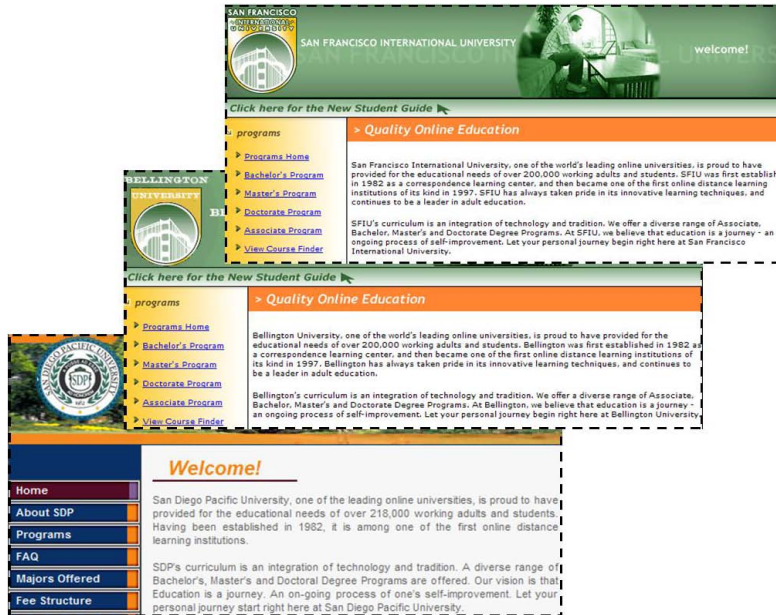 SAN FRANCISCO
INTERNATIONAL
UNIVERSITY
SAN FRANCISCO INTERNATIONAL UNIVERSITY
welcome!
Click here for the New Student Guide
programs
Programs Home
Bachelor's Program
Master's Program
Doctorate Program
Associate Program
View Course Finder
> Quality Online Education
San Francisco International University, one of the world's leading online universities, is proud to have
provided for the educational needs of over 200,000 working adults and students. SFIU was first establish
in 1982 as a correspondence learning center, and then became one of the first online distance learning
institutions of its kind in 1997. SFIU has always taken pride in its innovative learning techniques, and
continues to be a leader in adult education.
SFIU's curriculum is an integration of technology and tradition. We offer a diverse range of Associate,
Bachelor, Master's and Doctorate Degree Programs. At SFIU, we believe that education is a journey - an
ongoing process of self-improvement. Let your personal journey begin right here at San Francisco
International University.
BELLINGTON
UNIVERSITY
Click here for the New Student Guide
programs
Programs Home
Bachelor's Program
Master's Program
Doctorate Program
Associate Program
View Course Finder
> Quality Online Education
Bellington University, one of the world's leading online universities, is proud to have provided for the
educational needs of over 200,000 working adults and students. Bellington was first established in 1982 as
a correspondence learning center, and then became one of the first online distance learning institutions of
its kind in 1997. Bellington has always taken pride in its innovative learning techniques, and continues to
be a leader in adult education.
Bellington's curriculum is an integration of technology and tradition. We offer a diverse range of Associate,
Bachelor, Master's and Doctorate Degree Programs. At Bellington, we believe that education is a journey -
an ongoing process of self-improvement. Let your personal journey begin right here at Bellington University.
SAN DIEGO PACIFIC UNIVERSITY
SDP
Home
About SDP
Programs
FAQ
Majors Offered
Fee Structure
Welcome!
San Diego Pacific University, one of the leading online universities, is proud to have
provided for the educational needs of over 218,000 working adults and students.
Having been established in 1982, it is among one of the first online distance
learning institutions.
SDP's curriculum is an integration of technology and tradition. A diverse range of
Bachelor's, Master's and Doctoral Degree Programs are offered. Our vision is that
Education is a journey. An on-going process of one's self-improvement. Let your
personal journey start right here at San Diego Pacific University.